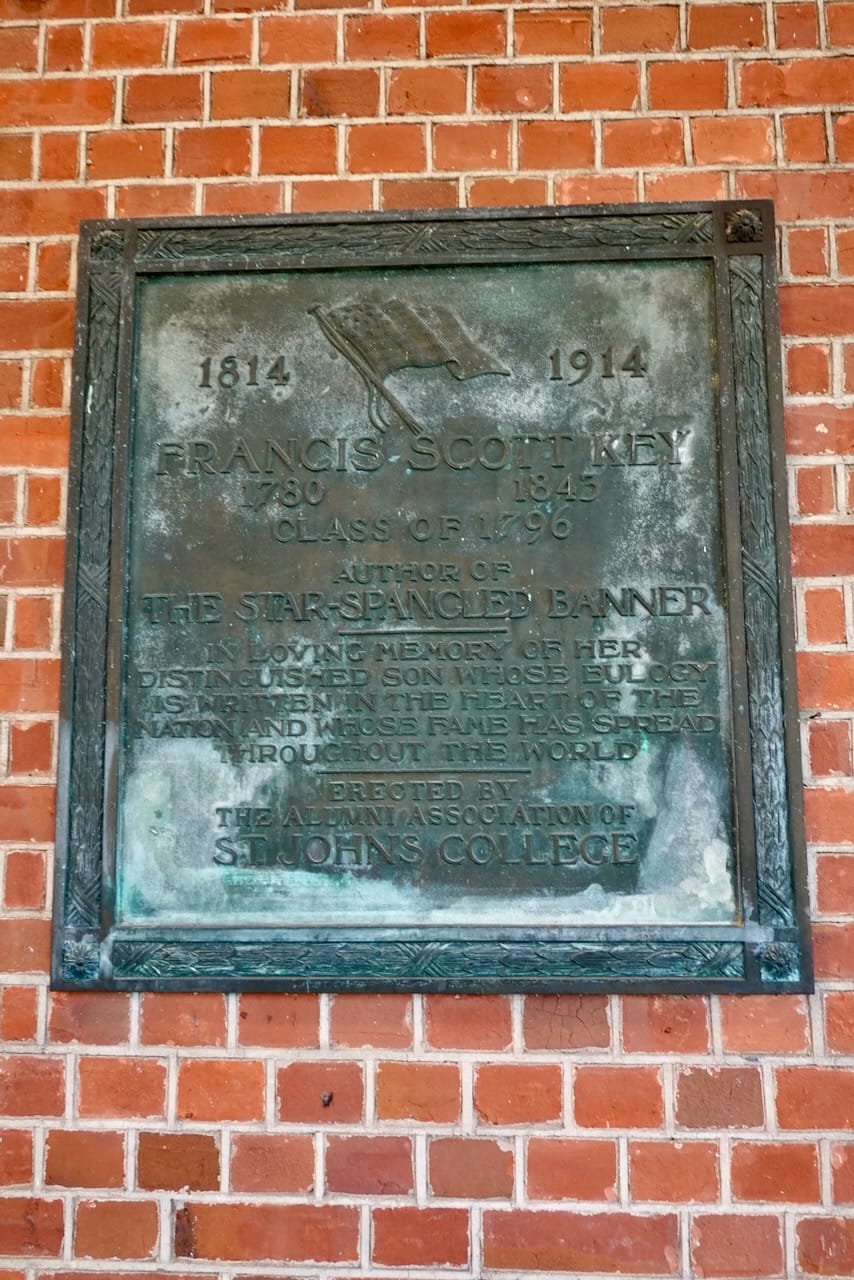 1814 1914
FRANCIS SCOTT KEY
1780 1843
CLASS OF 1796
AUTHOR OF
THE STAR-SPANGLED BANNER
IN LOVING MEMORY OF HER
DISTINGUISHED SON WHOSE EULOGY
IS WRITTEN IN THE HEART OF THE
NATION AND WHOSE FAME HAS SPREAD
THROUGHOUT THE WORLD
ERECTED BY
THE ALUMNI ASSOCIATION OF
ST. JOHNS COLLEGE